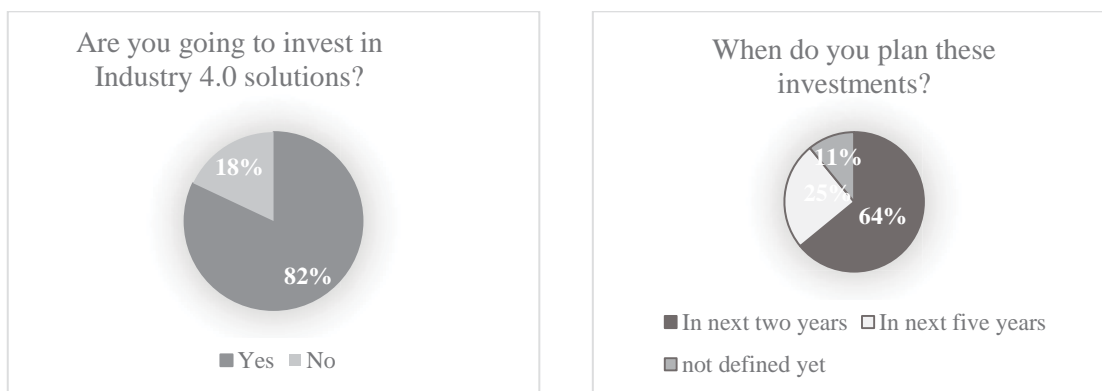 Are you going to invest in
Industry 4.0 solutions?
18%
82%
Yes No
When do you plan these
investments?
11%
25%
64%
In next two years In next five years
not defined yet